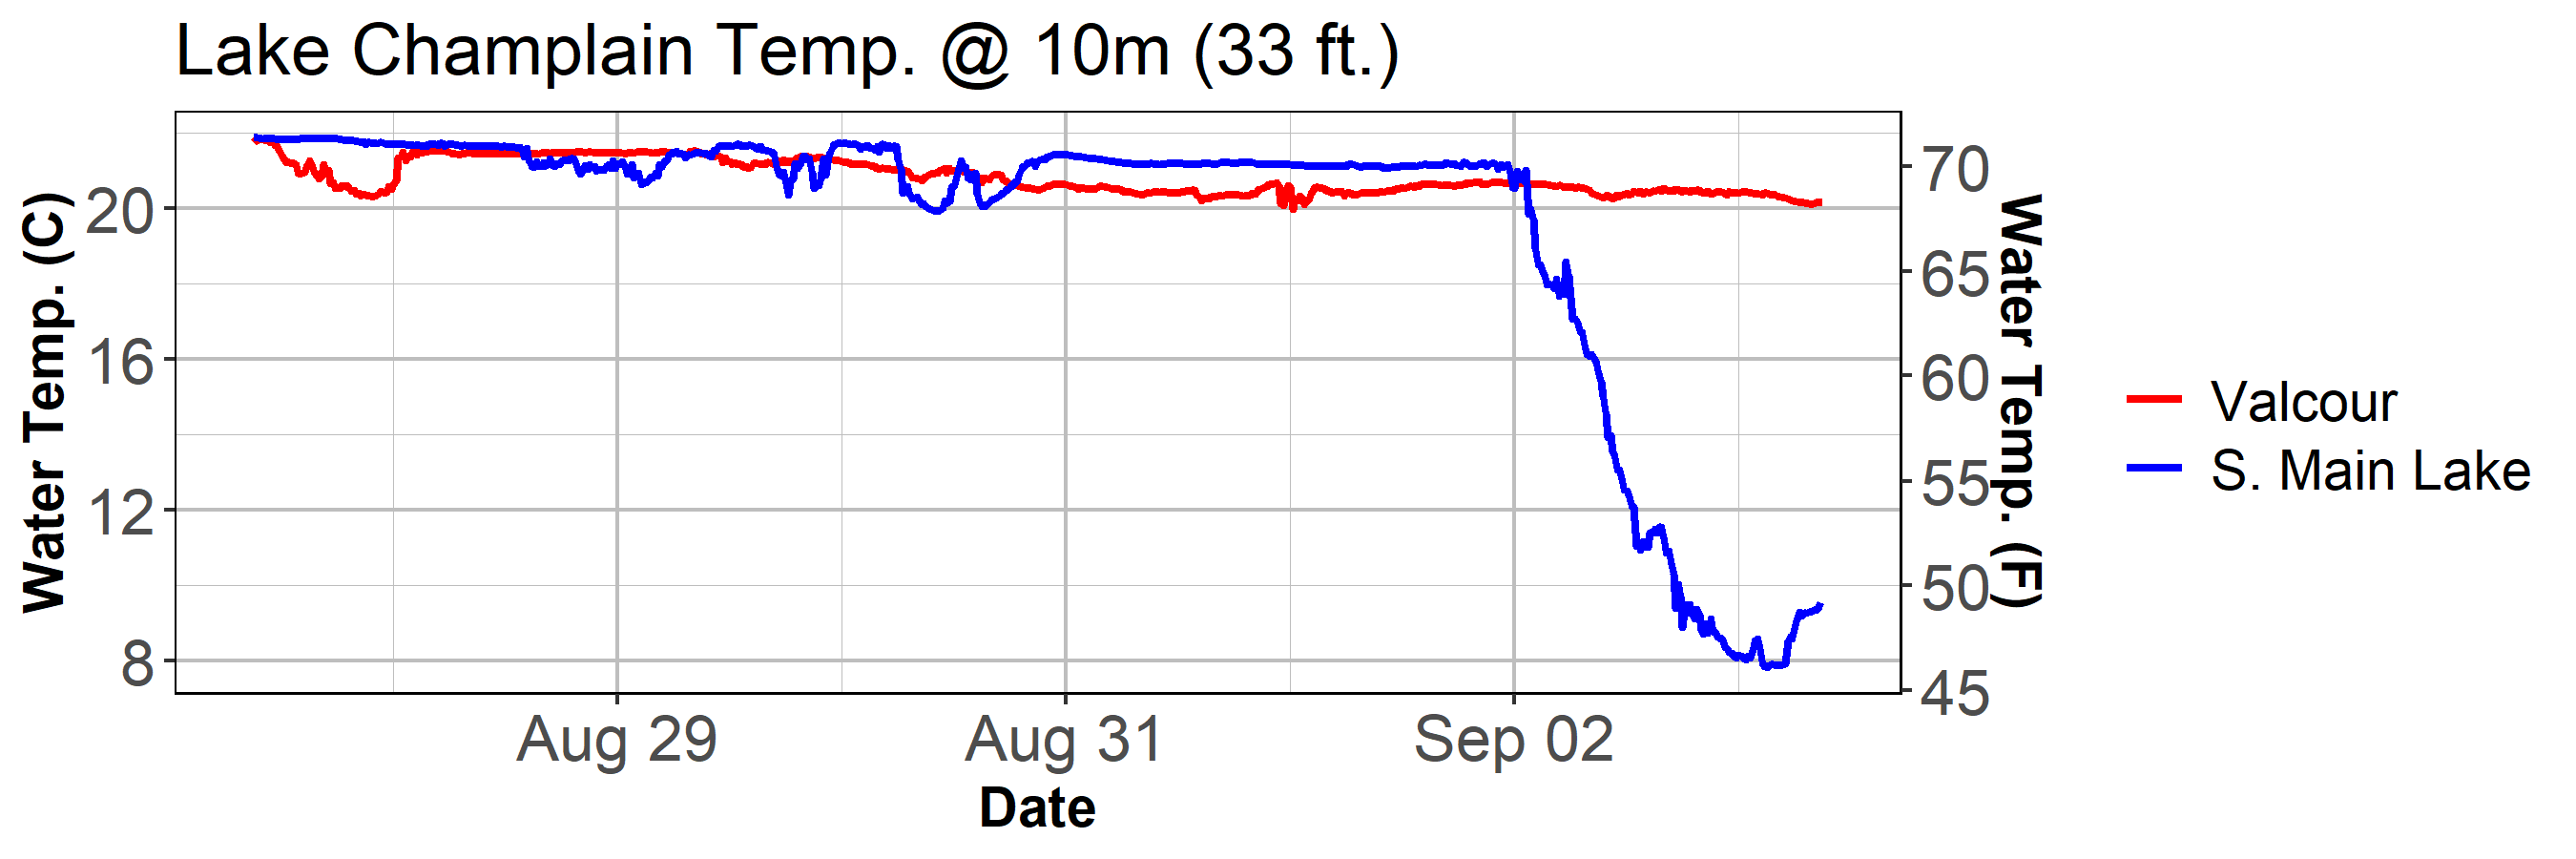 Lake Champlain Temp. @ 10m (33 ft.)
Water Temp. (C)
20
16
12
8
70
65
60
55
50
45
Water Temp. (F)
Aug 29
Aug 31
Sep 02
Date
Valcour
S. Main Lake